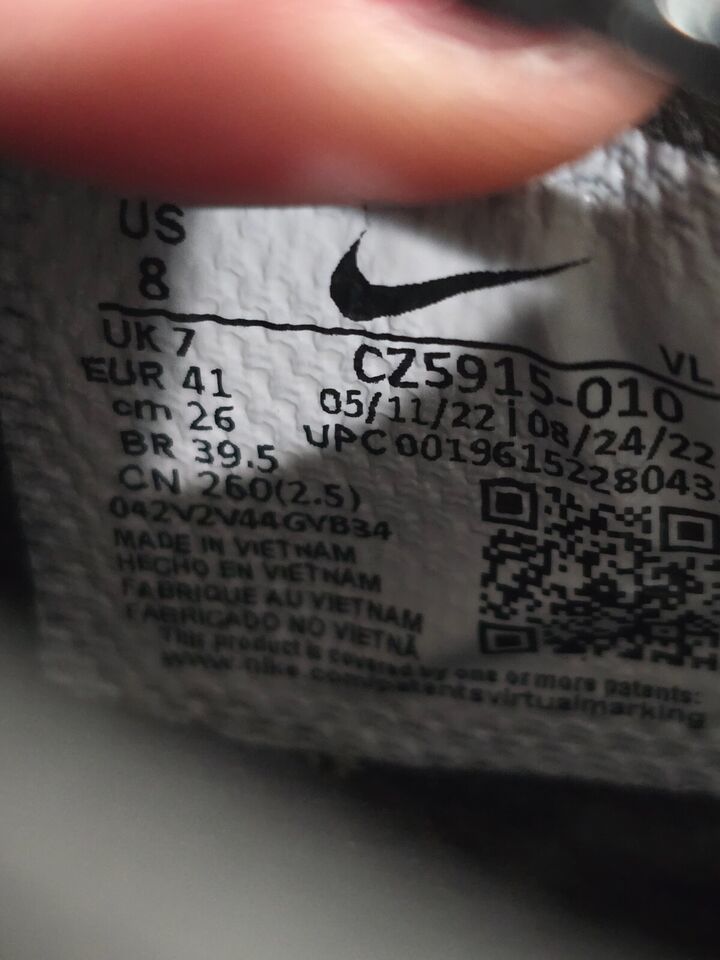 US
8
VL
UK 7
EUR 41
cm 26
BR 39.5
CN 260(2.5)
CZ5915-010
05/11/22 | 08/24/22
UPC 0019615228043
042V2V44GVB34
MADE IN VIETNAM
HECHO EN VIETNAM
FABRIQUE AU VIETNAM
FABRICADO NO VIETNÃ
This product is covered by one or more patents:
www.nike.com/patentsvirtualmarking